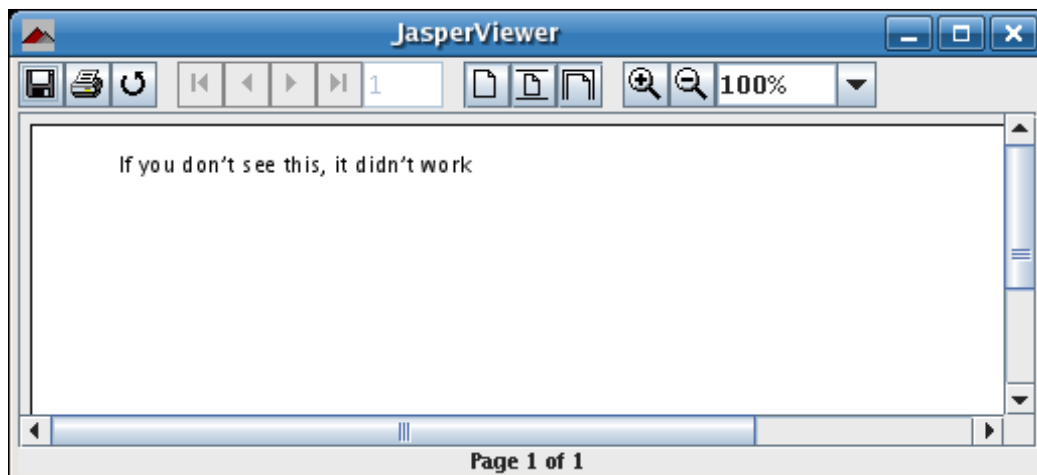 JasperViewer
1 100%
If you don't see this, it didn't work
Page 1 of 1